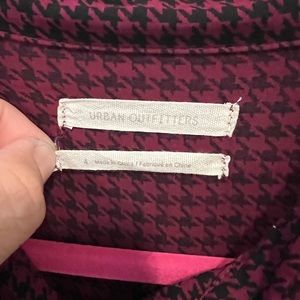 URBAN OUTFITTERS
Made in China / Fabriqué en Chine